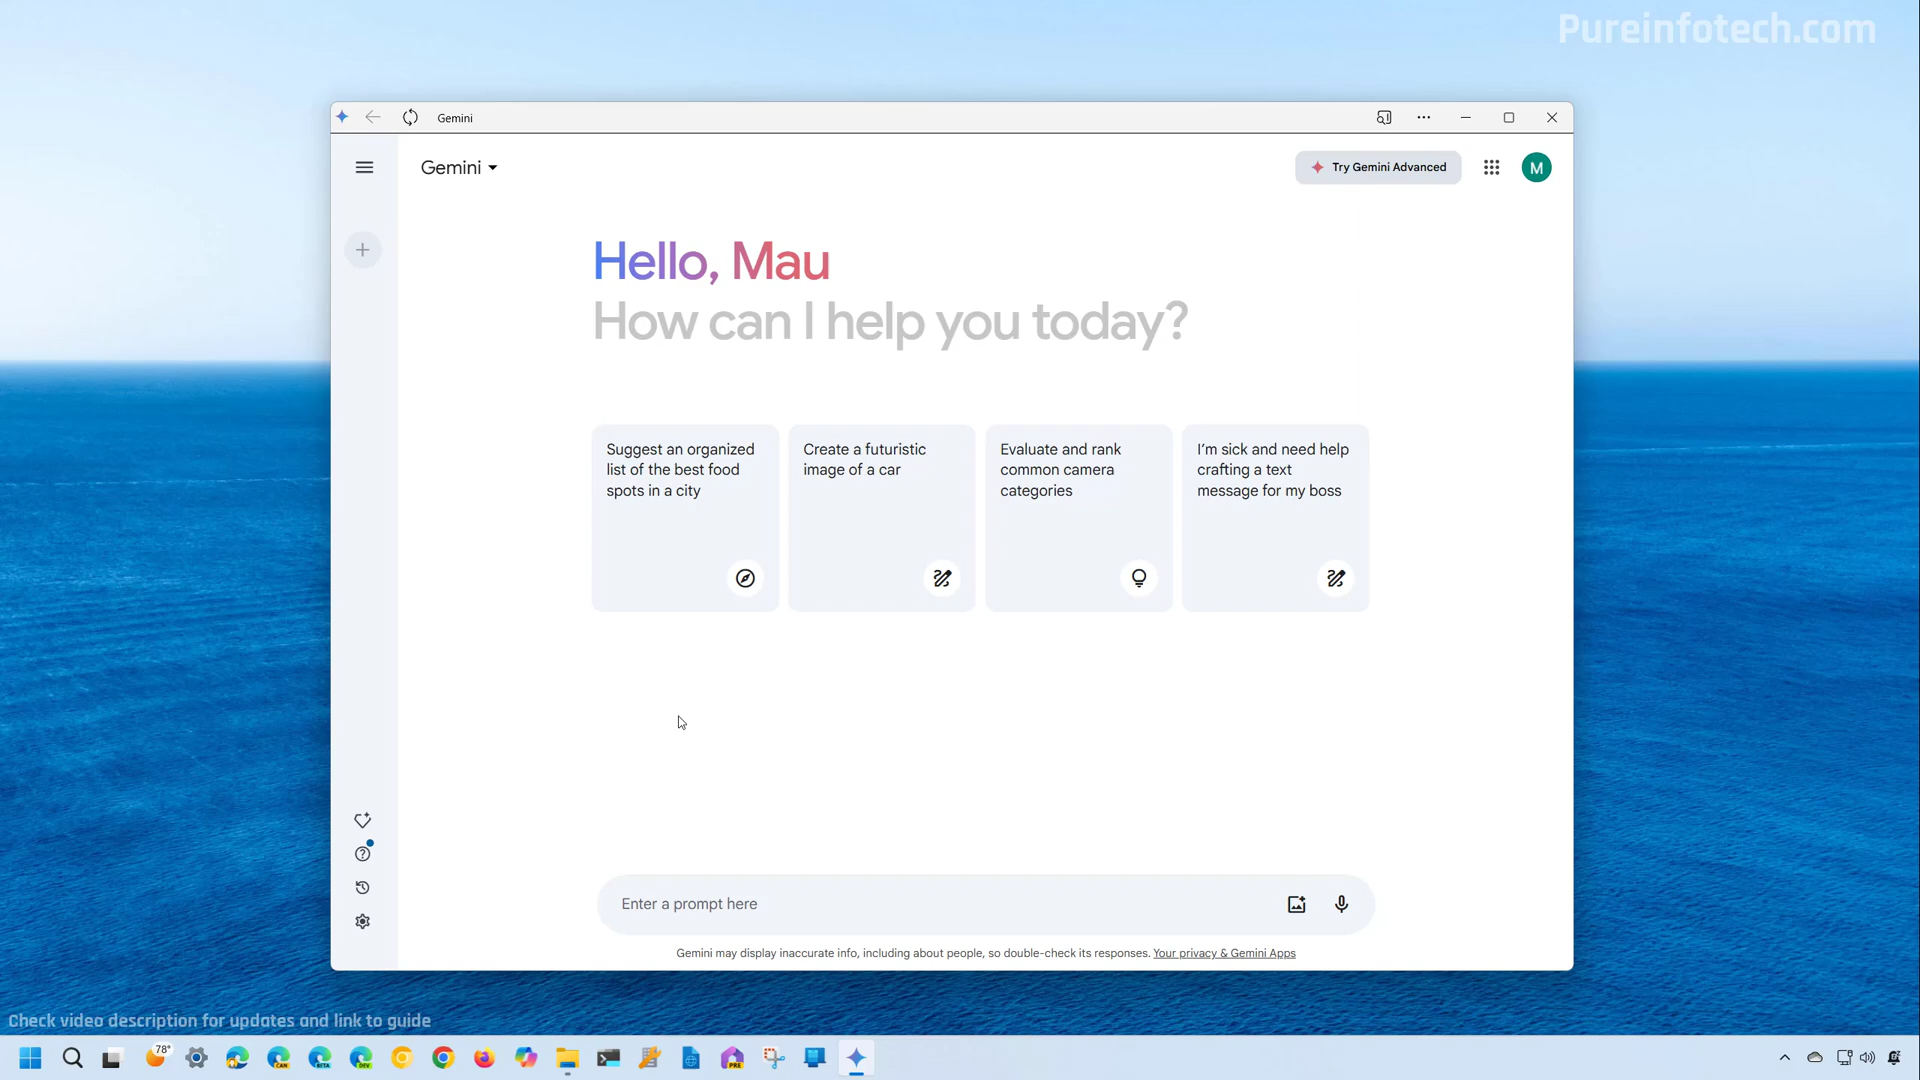 Pureinfotech.com
Gemini
Gemini
Try Gemini Advanced
M
Hello, Mau
How can I help you today?
Suggest an organized
list of the best food
spots in a city
Create a futuristic
image of a car
Evaluate and rank
common camera
categories
I’m sick and need help
crafting a text
message for my boss
Enter a prompt here
Gemini may display inaccurate info, including about people, so double-check its responses. Your privacy & Gemini Apps
Check video description for updates and link to guide
78°
CAN
BETA
DEV
PRE